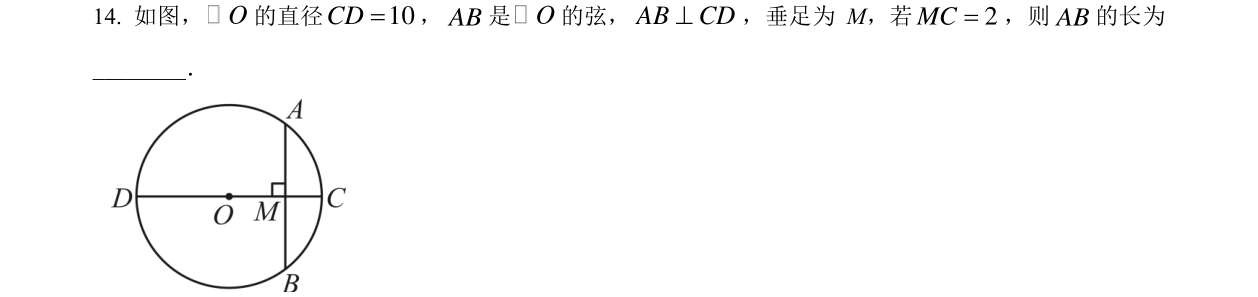 14. 如图，□ O 的直径 CD = 10，AB 是□ O 的弦，AB ⊥ CD，垂足为 M，若 MC = 2，则 AB 的长为
________.
A
D
O
M
C
B